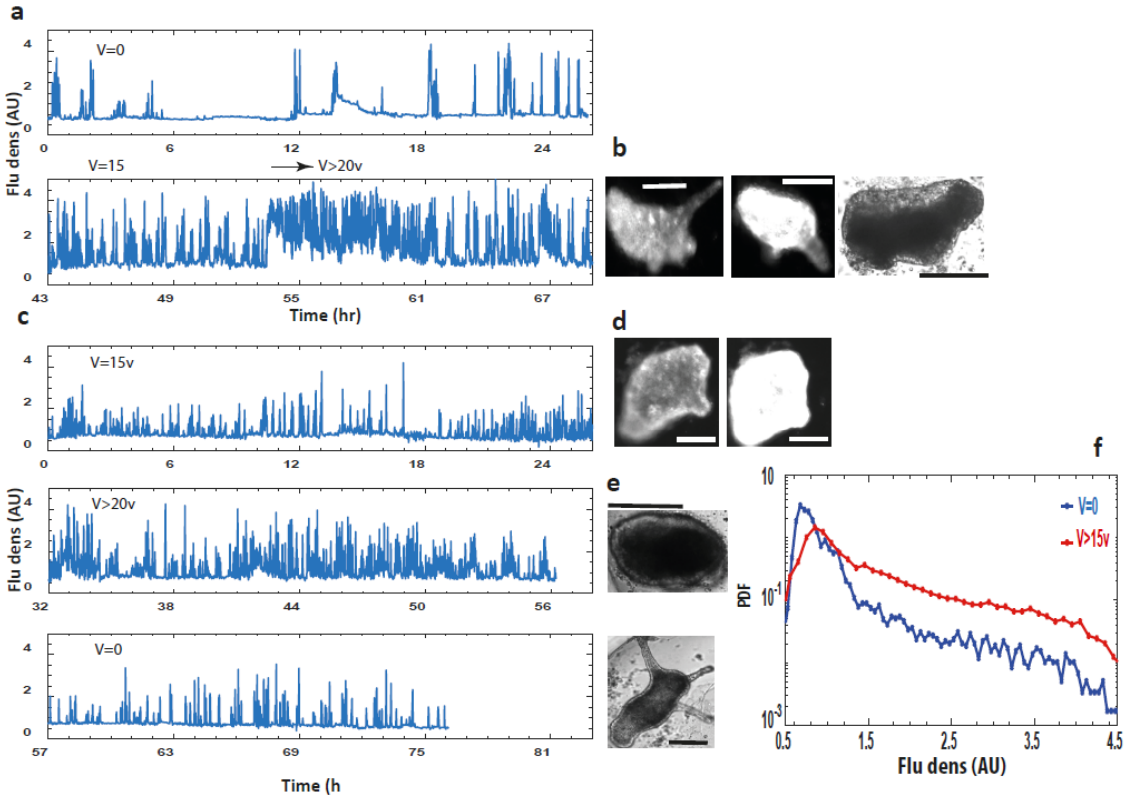 a
V=0
4
2
0
0 6 12 18 24
Flu dens (AU)
V=15 V>20v
4
2
0
43 49 55 61 67
Time (hr)
b
c
V=15v
4
2
0
0 6 12 18 24
d
Flu dens (AU)
V>20v
4
2
0
32 38 44 50 56
e
V=0
4
2
0
57 63 69 75 81
Time (h
f
10
10-1
10-3
PDF
V=0
V>15v
0.5 1.5 2.5 3.5 4.5
Flu dens (AU)